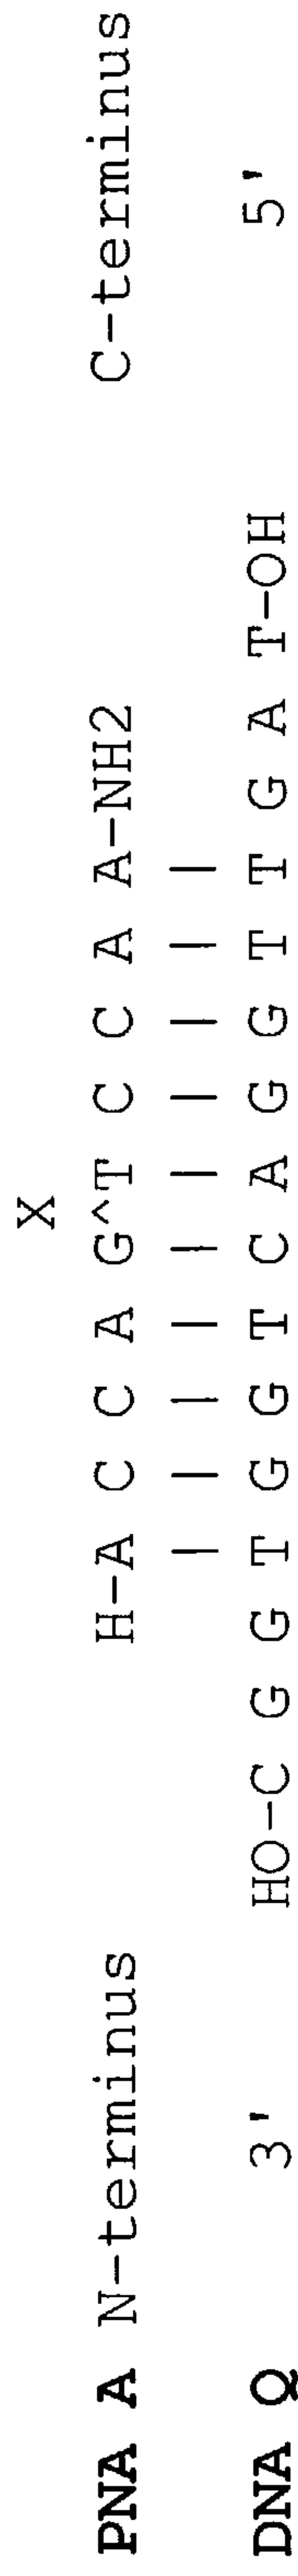 X
PNA A N-terminus H-A C C A G^T C C A A-NH2 C-terminus
| | | | | | | | | |
DNA Q 3' HO-C G G T G G T C A G G T T G A T-OH 5'